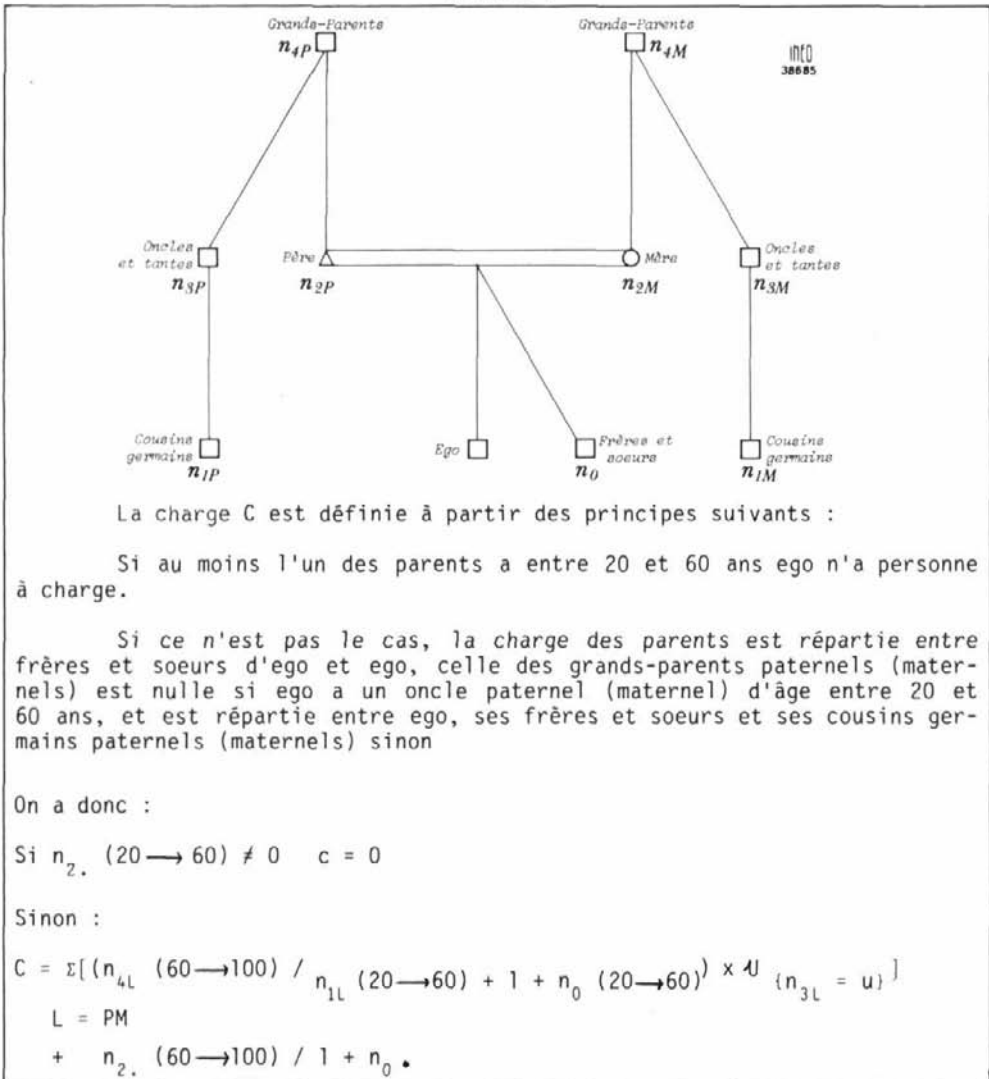 Grands-Parents Grands-Parents
n4P n4M
INED
38685
Oncles
et tantes
n3P
Père
n2P
Mère
n2M
Oncles
et tantes
n3M
Cousins
germains
n1P
Ego
Frères et
soeurs
n0
Cousins
germains
n1M
La charge C est définie à partir des principes suivants :
Si au moins l'un des parents a entre 20 et 60 ans ego n'a personne
à charge.
Si ce n'est pas le cas, la charge des parents est répartie entre
frères et soeurs d'ego et ego, celle des grands-parents paternels (mater-
nels) est nulle si ego a un oncle paternel (maternel) d'âge entre 20 et
60 ans, et est répartie entre ego, ses frères et soeurs et ses cousins ger-
mains paternels (maternels) sinon
On a donc :
Si n2. (20 → 60) ≠ 0 c = 0
Sinon :
C = Σ[(n4L (60→100) / n1L (20→60) + 1 + n0 (20→60)) x {n3L = u}]
L = PM
+ n2. (60→100) / 1 + n0.